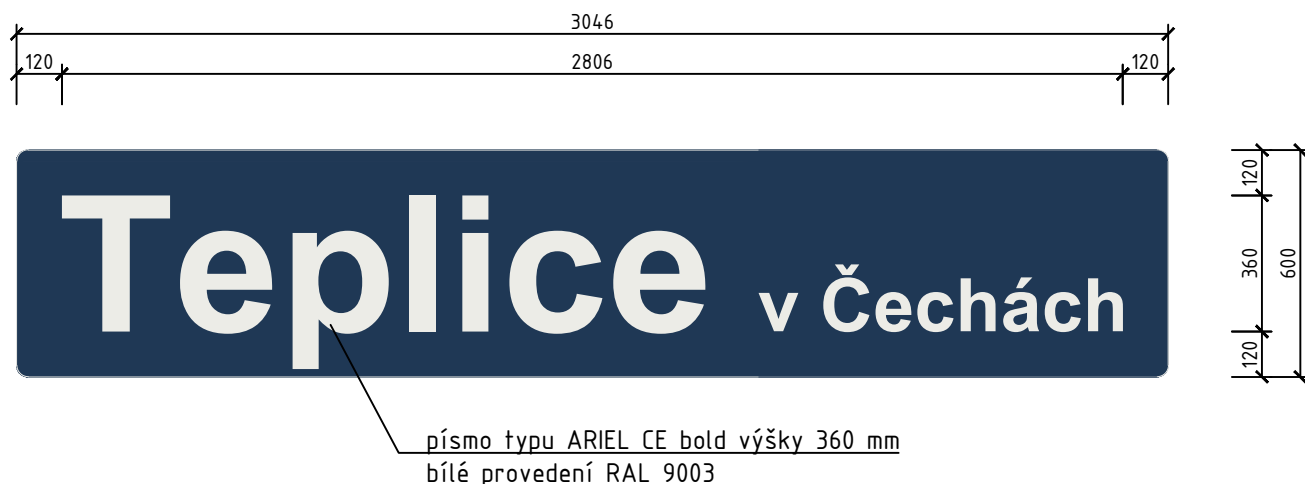 3046
120 2806 120
Teplice v Čechách
120
360
600
120
písmo typu ARIEL CE bold výšky 360 mm
bílé provedení RAL 9003